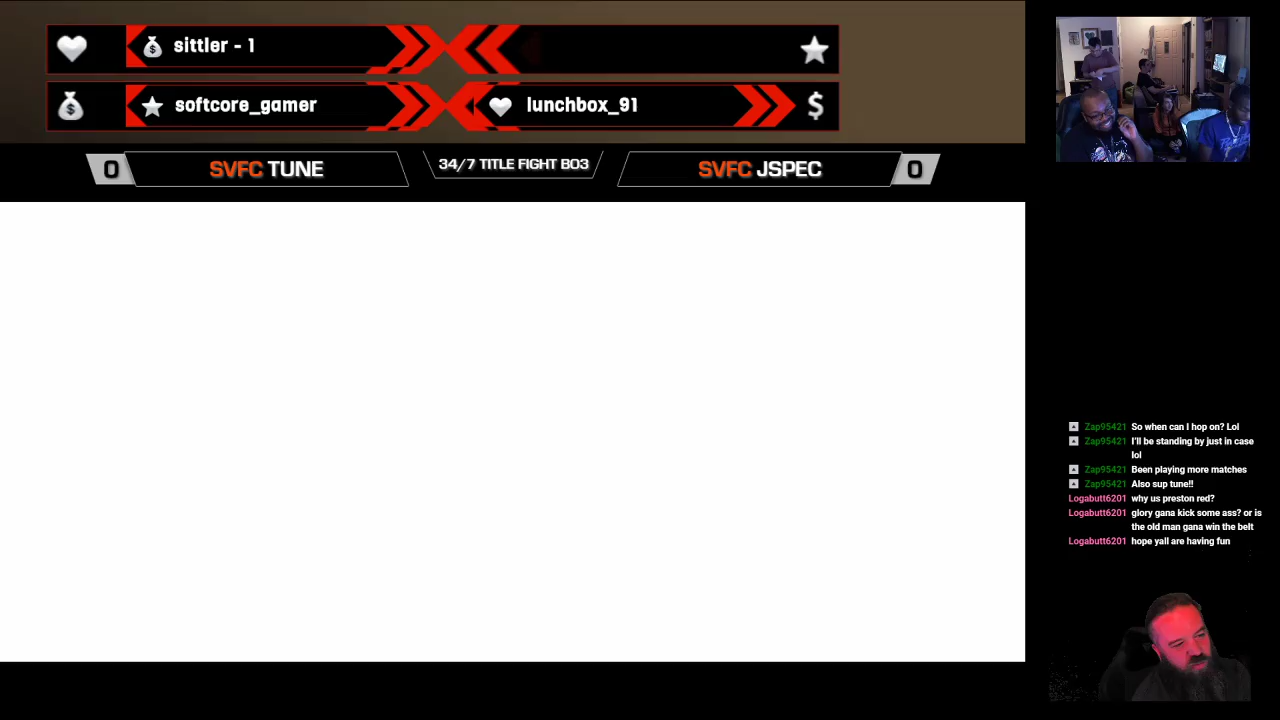 sittler - 1
softcore_gamer
lunchbox_91
$
0
SVFC TUNE
34/7 TITLE FIGHT BO3
SVFC JSPEC
0
Zap95421 So when can I hop on? Lol
Zap95421 I'll be standing by just in case
lol
Zap95421 Been playing more matches
Zap95421 Also sup tune!!
Logabutt6201 why us preston red?
Logabutt6201 glory gana kick some ass? or is
the old man gana win the belt
Logabutt6201 hope yall are having fun